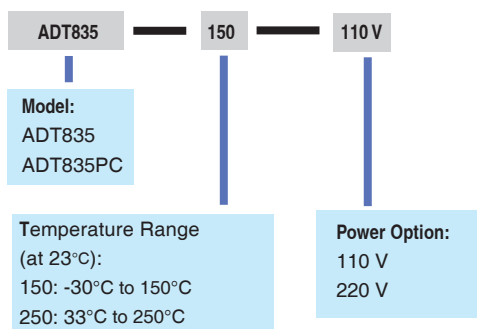 ADT835 150 110 V
Model:
ADT835
ADT835PC
Temperature Range
(at 23°C):
150: -30°C to 150°C
250: 33°C to 250°C
Power Option:
110 V
220 V